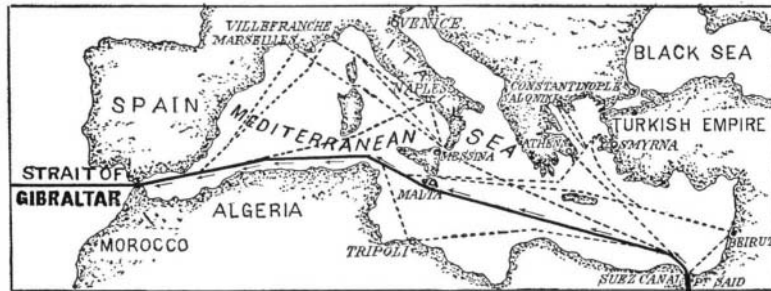 VILLEFRANCHE
MARSEILLES
VENICE
ITALY
NAPLES
BLACK SEA
SPAIN
CONSTANTINOPLE
MEDITERRANEAN SEA
ATHENS
TURKISH EMPIRE
SMYRNA
MESSINA
STRAIT OF
GIBRALTAR
MALTA
ALGERIA
MOROCCO
TRIPOLI
BEIRUT
SUEZ CANAL
PT SAID